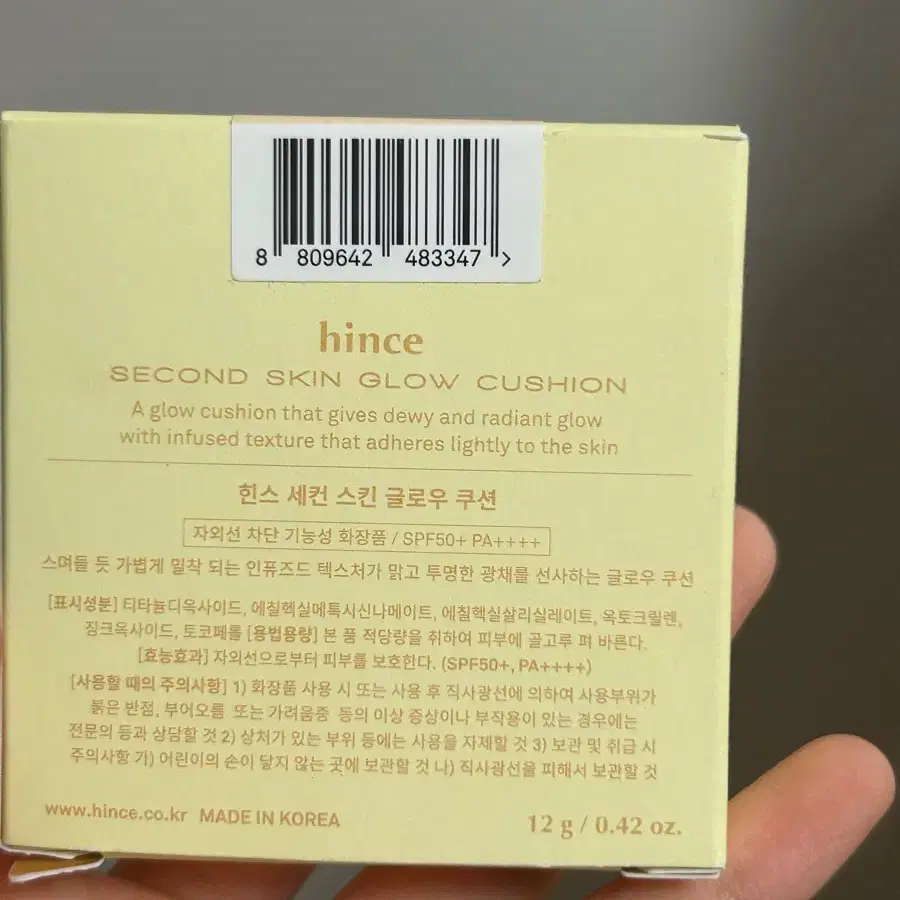 8 809642 483347 >
hince
SECOND SKIN GLOW CUSHION
A glow cushion that gives dewy and radiant glow
with infused texture that adheres lightly to the skin
힌스 세컨 스킨 글로우 쿠션
자외선 차단 기능성 화장품 / SPF50+ PA++++
스며들 듯 가볍게 밀착 되는 인퓨즈드 텍스처가 맑고 투명한 광채를 선사하는 글로우 쿠션
[표시성분] 티타늄디옥사이드, 에칠헥실메톡시신나메이트, 에칠헥실살리실레이트, 옥토크릴렌,
징크옥사이드, 토코페롤 [용법용량] 본 품 적당량을 취하여 피부에 골고루 펴 바른다.
[효능효과] 자외선으로부터 피부를 보호한다. (SPF50+, PA++++)
[사용할 때의 주의사항] 1) 화장품 사용 시 또는 사용 후 직사광선에 의하여 사용부위가
붉은 반점, 부어오름 또는 가려움증 등의 이상 증상이나 부작용이 있는 경우에는
전문의 등과 상담할 것 2) 상처가 있는 부위 등에는 사용을 자제할 것 3) 보관 및 취급 시
주의사항 가) 어린이의 손이 닿지 않는 곳에 보관할 것 나) 직사광선을 피해서 보관할 것
www.hince.co.kr MADE IN KOREA
12 g / 0.42 oz.